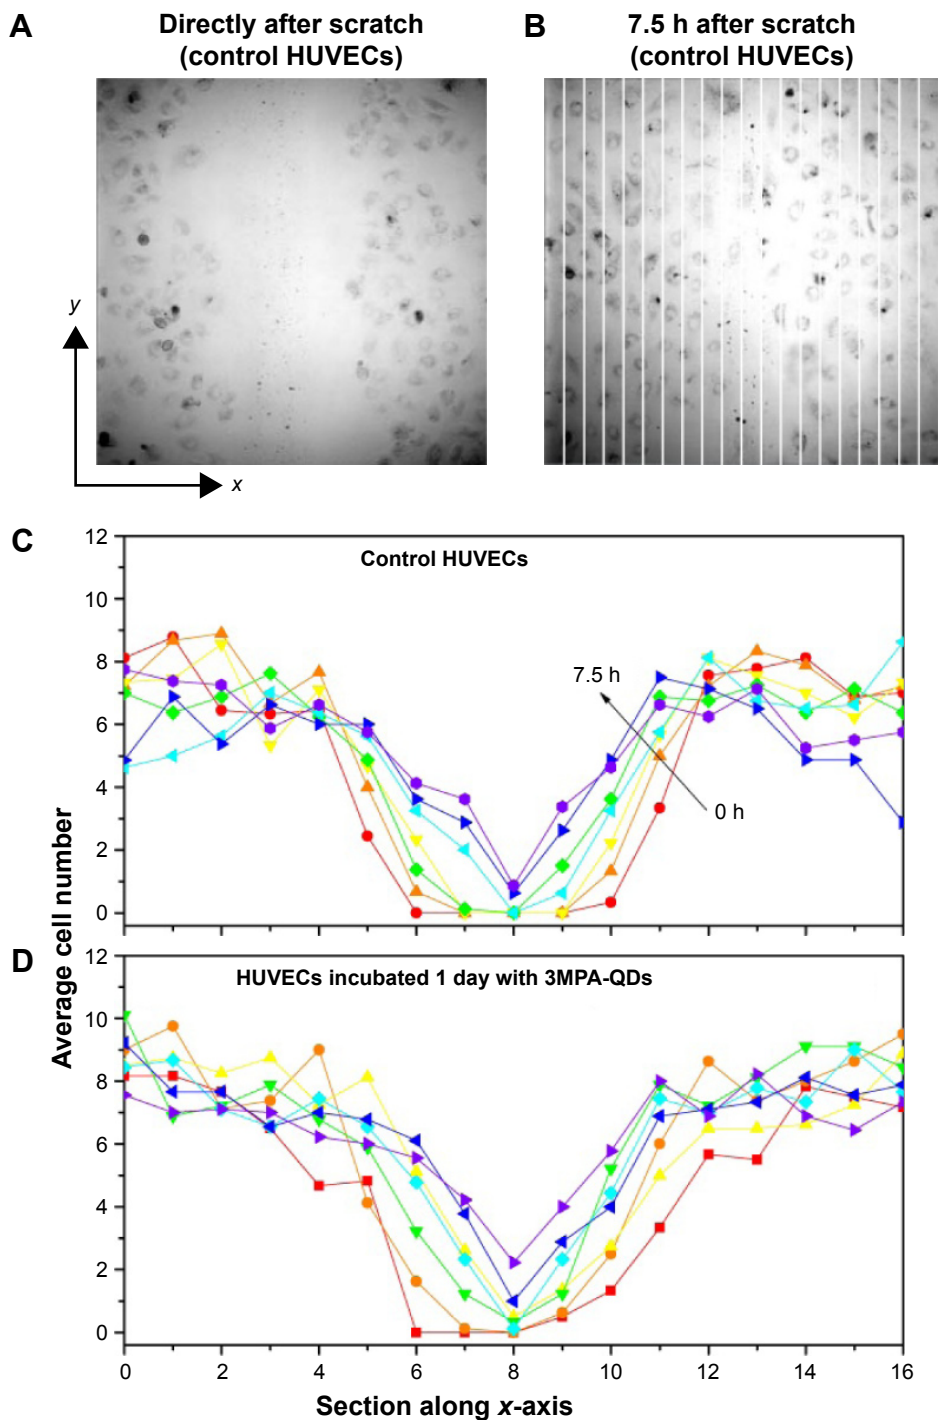 A
Directly after scratch
(control HUVECs)
B
7.5 h after scratch
(control HUVECs)
y
x
C
Control HUVECs
12
10
8
6
4
2
0
7.5 h
0 h
Average cell number
D
HUVECs incubated 1 day with 3MPA-QDs
12
10
8
6
4
2
0
0 2 4 6 8 10 12 14 16
Section along x-axis